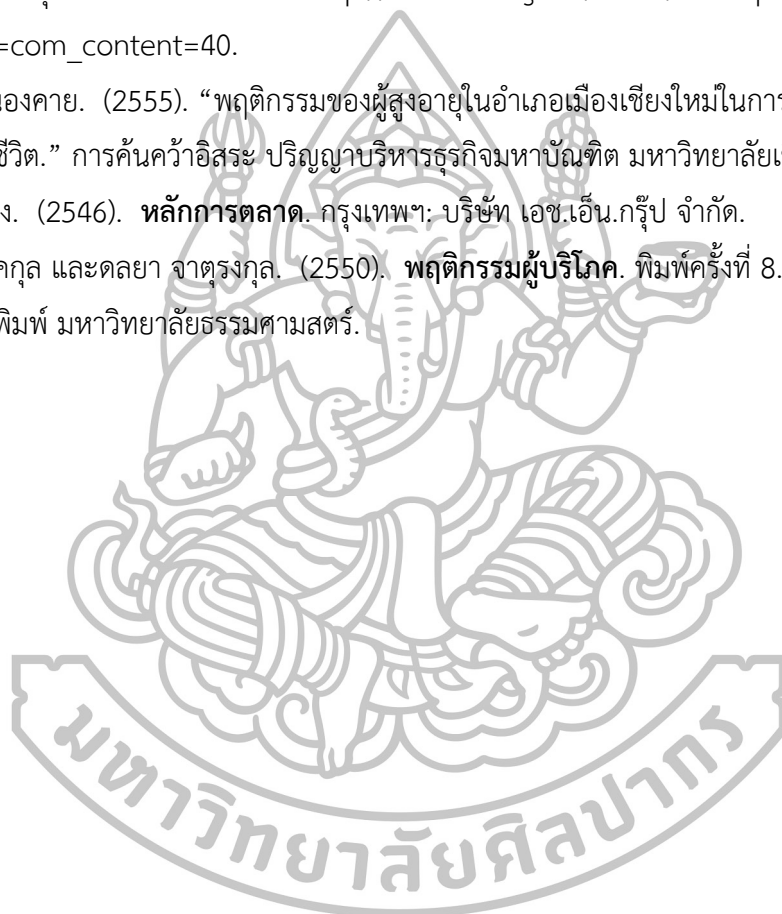 =com_content=40.
องคาย. (2555). “พฤติกรรมของผู้สูงอายุในอำเภอเมืองเชียงใหม่ในการ
ชีวิต.” การค้นคว้าอิสระ ปริญญาบริหารธุรกิจมหาบัณฑิต มหาวิทยาลัยเ
ง. (2546). หลักการตลาด. กรุงเทพฯ: บริษัท เอช.เอ็น.กรุ๊ป จำกัด.
คกุล และดลยา จาตุรงกุล. (2550). พฤติกรรมผู้บริโภค. พิมพ์ครั้งที่ 8.
พิมพ์ มหาวิทยาลัยธรรมศามสตร์.
มหาวิทยาลัยศิลปากร